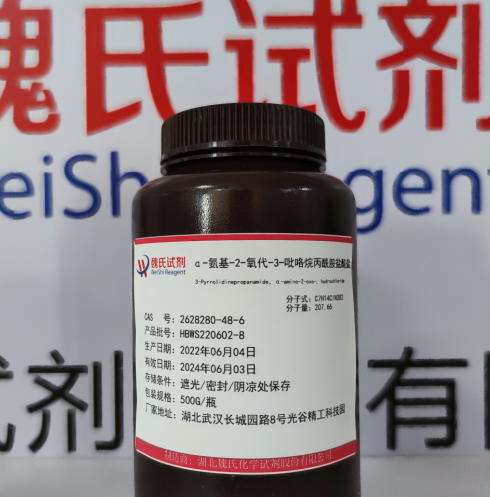 魏氏试剂
WeiShi Reagent
魏氏试剂
WeiShi Reagent
α-氨基-2-氧代-3-吡咯烷丙酰胺盐酸盐
3-Pyrrolidinepropanamide, α-amino-2-oxo-, hydrochloride
分子式：C7H14ClN3O2
分子量：207.66
CAS 号：2628280-48-6
产品批号：HBWS220602-8
生产日期：2022年06月04日
有效日期：2024年06月03日
存储条件：遮光/密封/阴凉处保存
包装规格：500G/瓶
厂家地址：湖北武汉长城园路8号光谷精工科技园
制造商：湖北魏氏化学试剂股份有限公司
试剂
有限